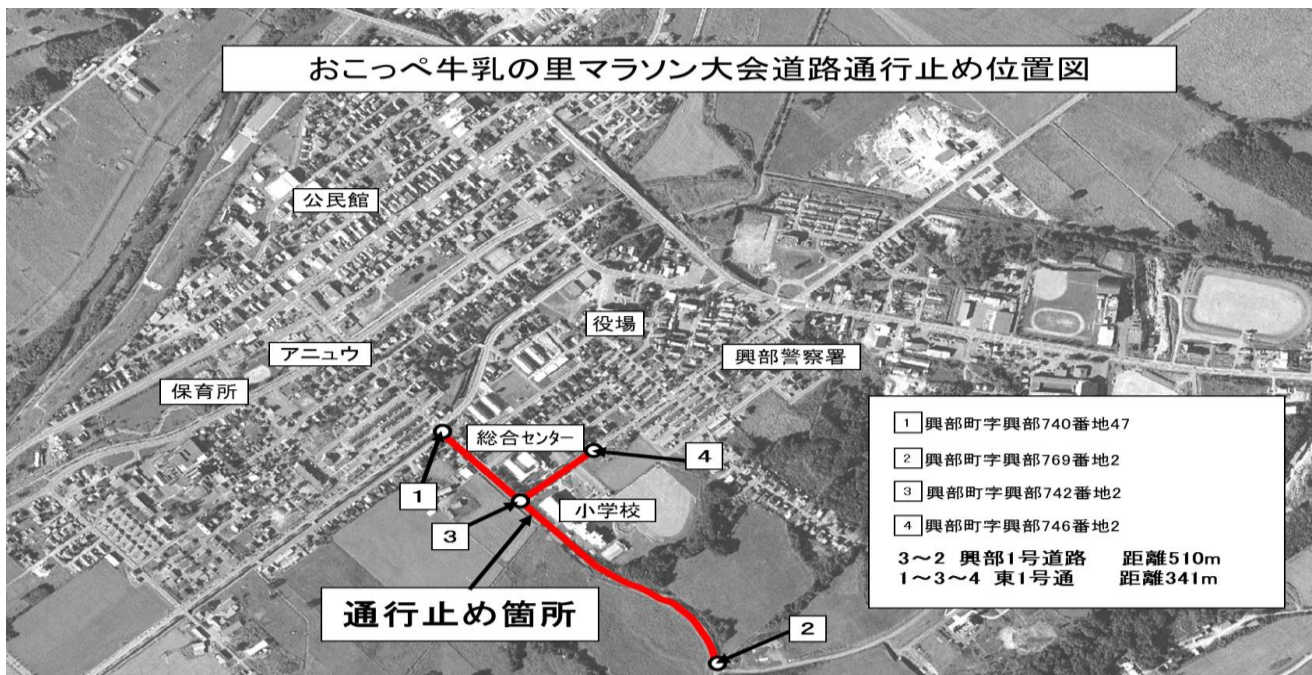 おこっぺ牛乳の里マラソン大会道路通行止め位置図
公民館
役場
アニュウ
興部警察署
保育所
総合センター
4
1
3
小学校
通行止め箇所
2
1 興部町字興部740番地47
2 興部町字興部769番地2
3 興部町字興部742番地2
4 興部町字興部746番地2
3～2 興部1号道路 距離510m
1～3～4 東1号通 距離341m